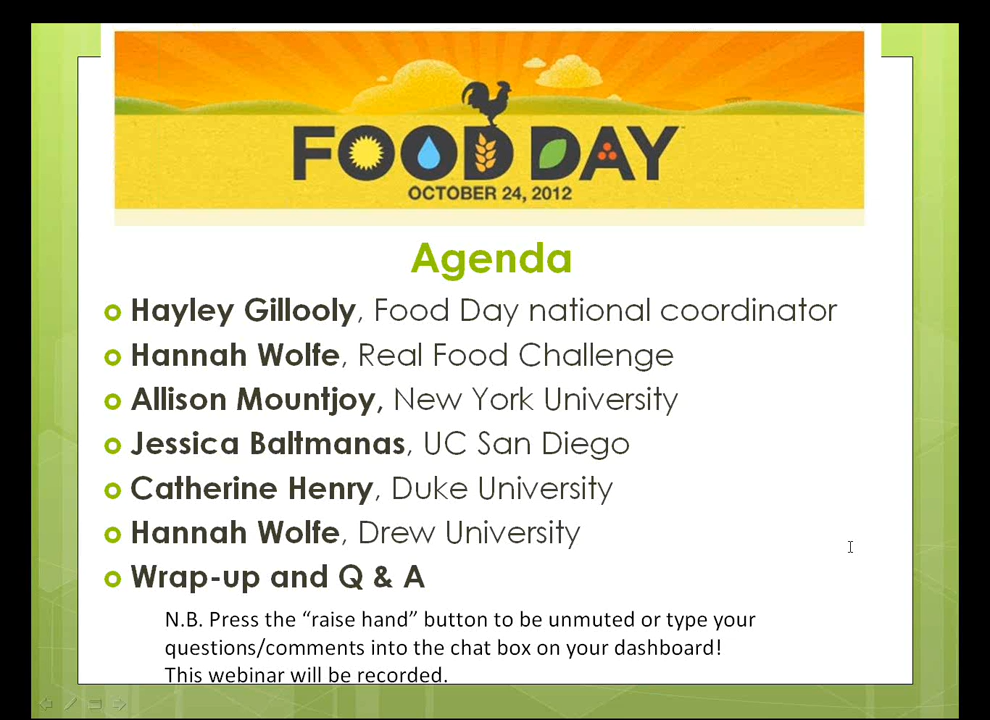 FOOD DAY™
OCTOBER 24, 2012
Agenda
Hayley Gillooly, Food Day national coordinator
Hannah Wolfe, Real Food Challenge
Allison Mountjoy, New York University
Jessica Baltmanas, UC San Diego
Catherine Henry, Duke University
Hannah Wolfe, Drew University
Wrap-up and Q & A
N.B. Press the “raise hand” button to be unmuted or type your
questions/comments into the chat box on your dashboard!
This webinar will be recorded.